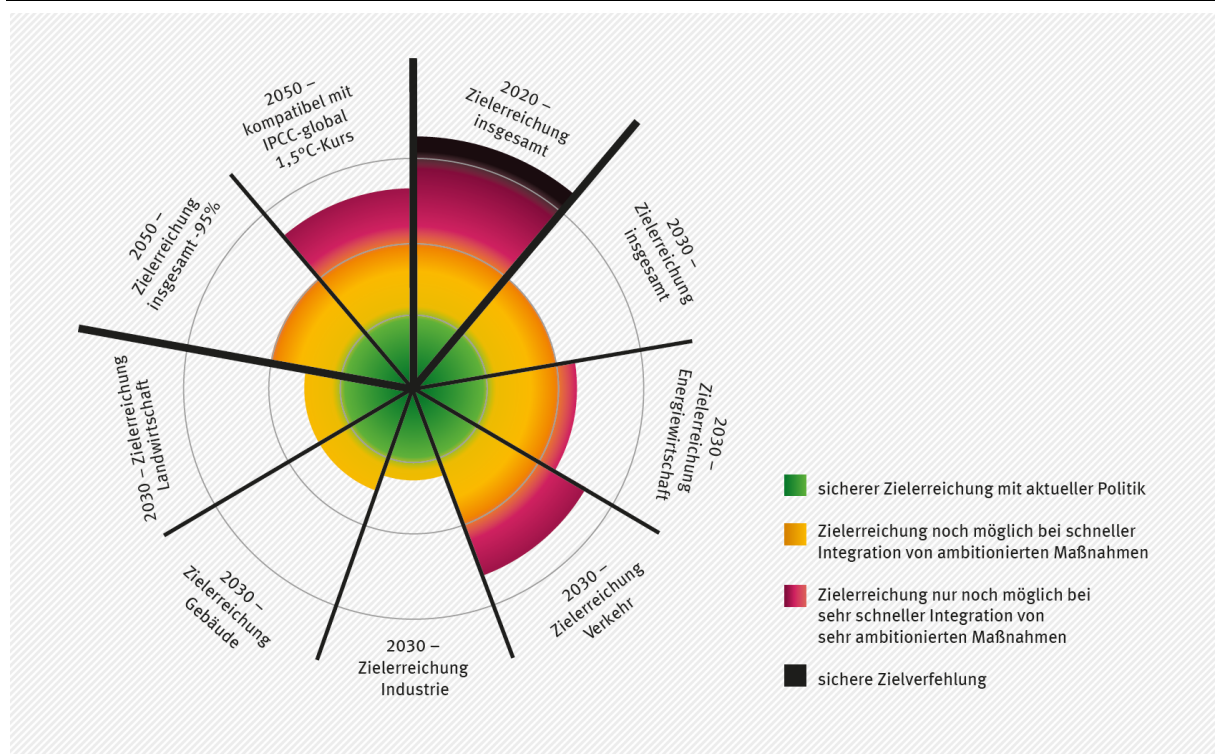 2020 –
Zielerreichung
insgesamt
2030 –
Zielerreichung
insgesamt
2030 –
Zielerreichung
Energiewirtschaft
2030 –
Zielerreichung
Verkehr
2030 –
Zielerreichung
Industrie
2030 –
Zielerreichung
Gebäude
2030 – Zielerreichung
Landwirtschaft
2050 –
Zielerreichung
insgesamt -95%
2050 –
kompatibel mit
IPCC-global
1,5°C-Kurs
sicherer Zielerreichung mit aktueller Politik
Zielerreichung noch möglich bei schneller
Integration von ambitionierten Maßnahmen
Zielerreichung nur noch möglich bei
sehr schneller Integration von
sehr ambitionierten Maßnahmen
sichere Zielverfehlung